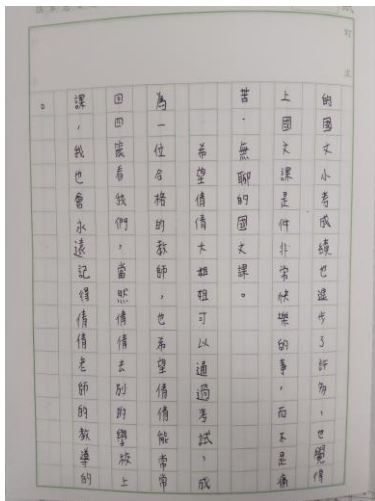 的國文小考成績也進步了許多，也覺得
上國文課是件非常快樂的事，而不是痛
苦、無聊的國文課。
希望倩倩大姐姐可以通過考試，成
為一位合格的教師，也希望倩倩能常常
回四震看我們，當然倩倩去別的學校上
課，我也會永遠記得倩倩老師的教導的
。